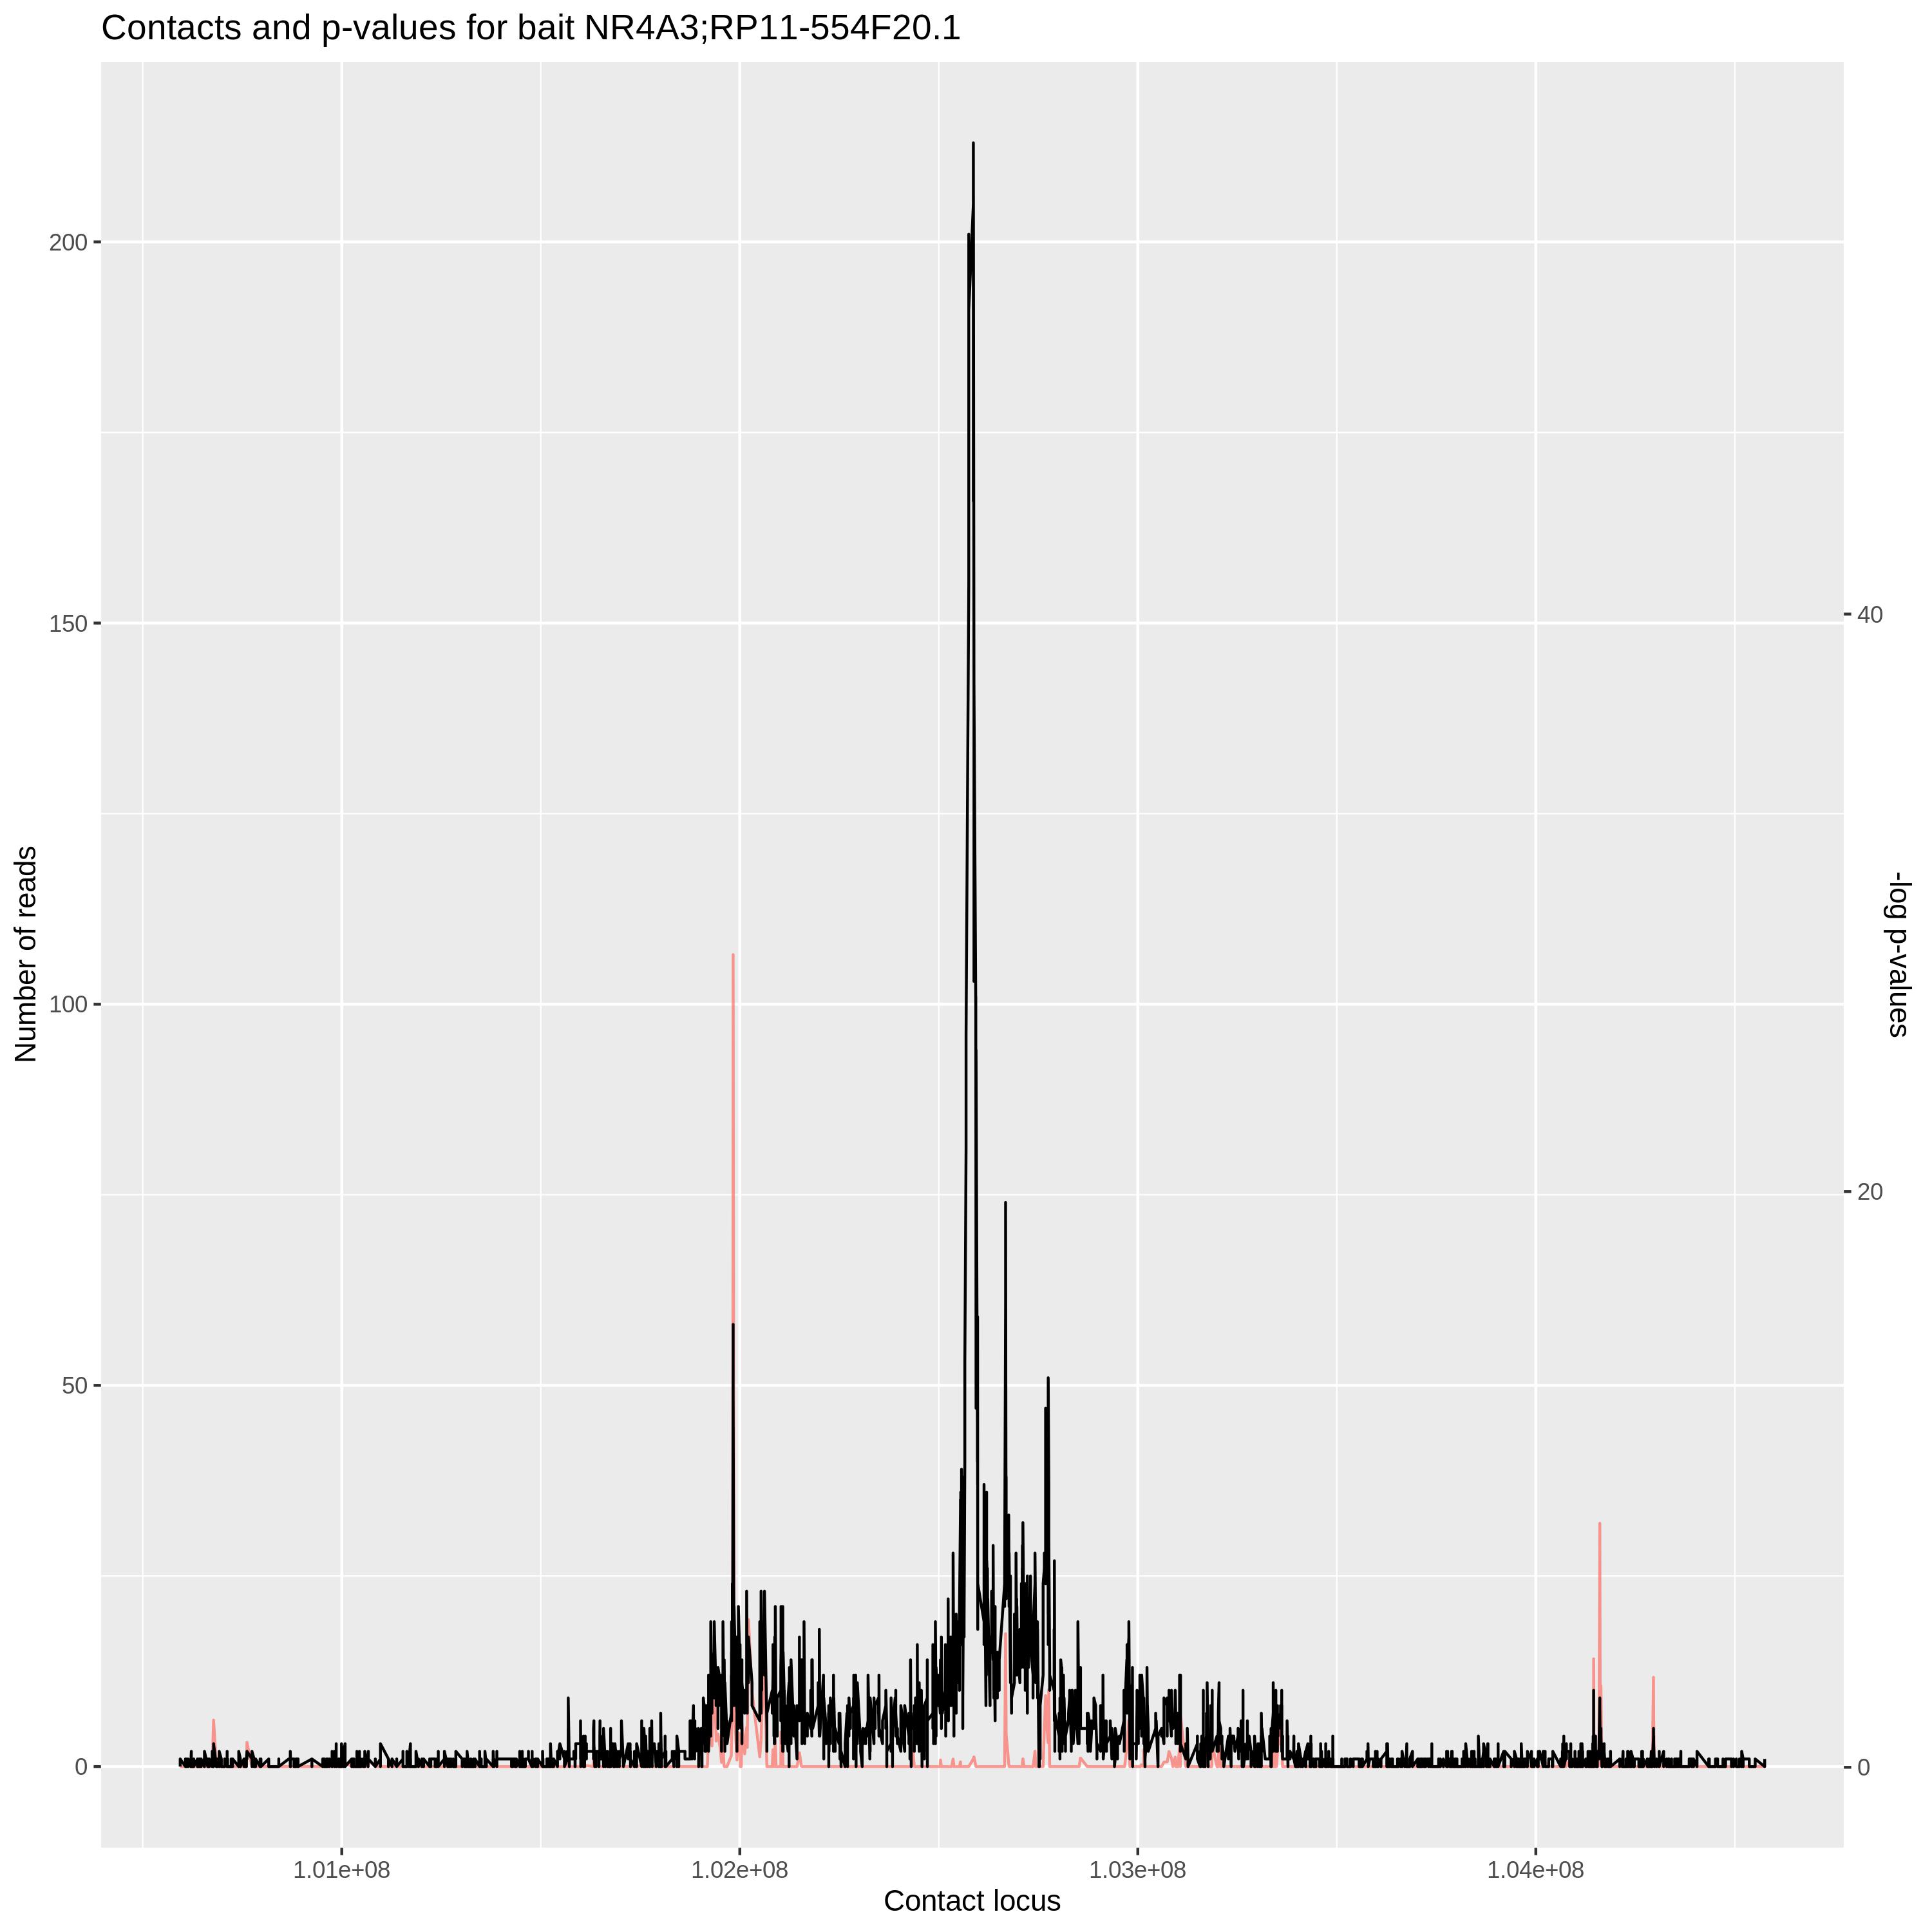 Contacts and p-values for bait NR4A3;RP11-554F20.1
Number of reads
200
150
100
50
0
40
20
0
-log p-values
1.01e+08 1.02e+08 1.03e+08 1.04e+08
Contact locus